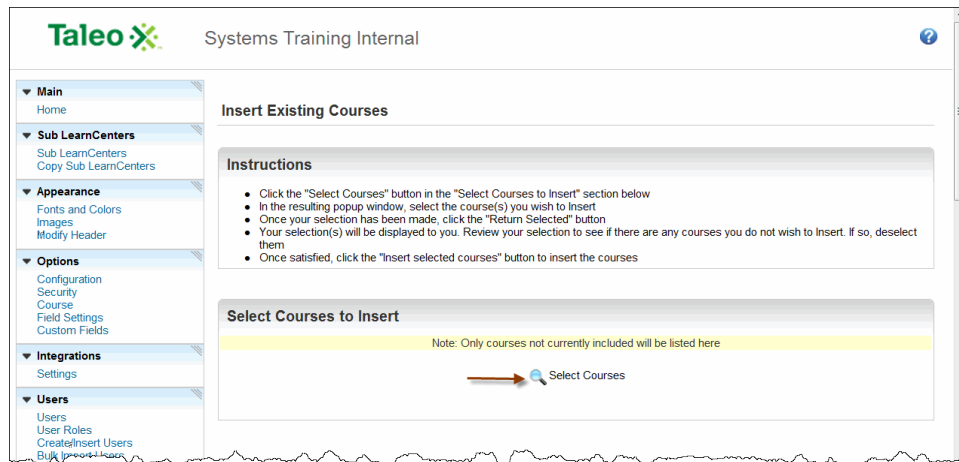 Taleo
Systems Training Internal
Main
Home
Sub LearnCenters
Sub LearnCenters
Copy Sub LearnCenters
Appearance
Fonts and Colors
Images
Modify Header
Options
Configuration
Security
Course
Field Settings
Custom Fields
Integrations
Settings
Users
Users
User Roles
Create/Insert Users
Bulk Import Users
Insert Existing Courses
Instructions
Click the "Select Courses" button in the "Select Courses to Insert" section below
In the resulting popup window, select the course(s) you wish to Insert
Once your selection has been made, click the "Return Selected" button
Your selection(s) will be displayed to you. Review your selection to see if there are any courses you do not wish to Insert. If so, deselect
them
Once satisfied, click the "Insert selected courses" button to insert the courses
Select Courses to Insert
Note: Only courses not currently included will be listed here
Select Courses